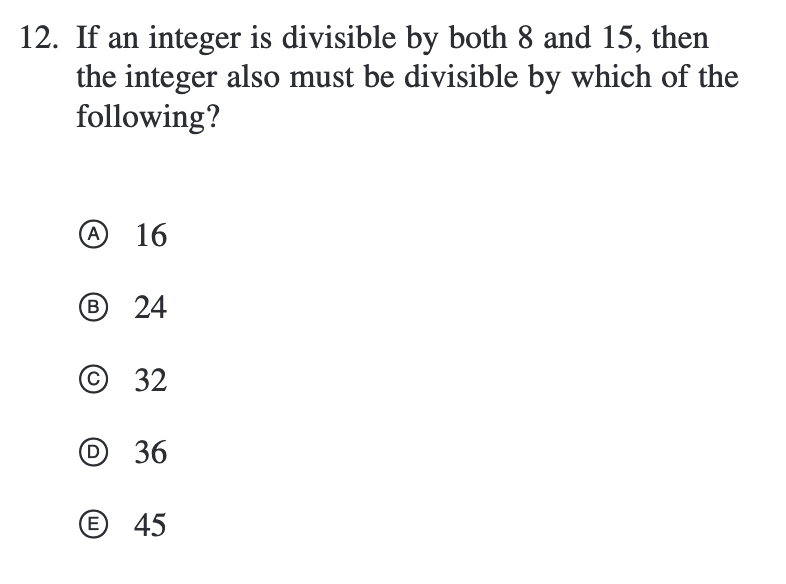 12. If an integer is divisible by both 8 and 15, then
the integer also must be divisible by which of the
following?
Ⓐ 16
Ⓑ 24
Ⓒ 32
Ⓓ 36
Ⓔ 45